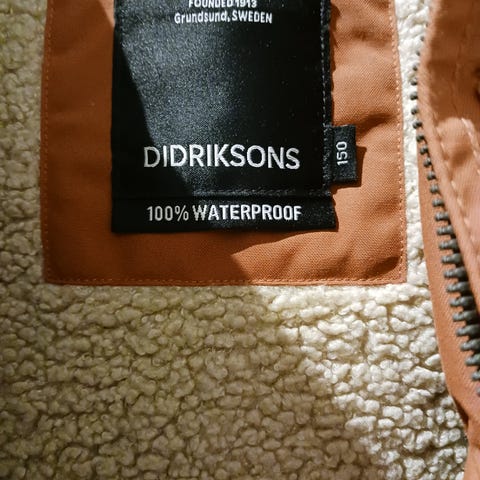 FOUNDED 1913
Grundsund, SWEDEN
DIDRIKSONS
150
100% WATERPROOF